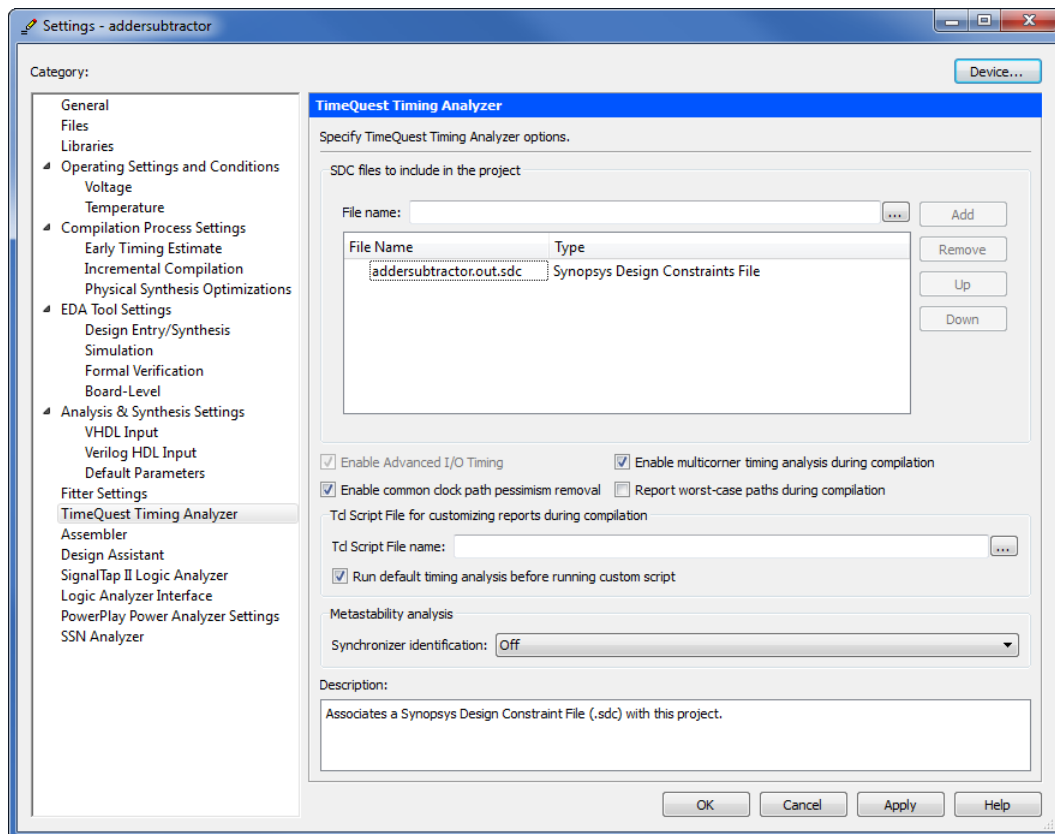 Settings - addersubtractor
Category:
Device...
General
Files
Libraries
Operating Settings and Conditions
Voltage
Temperature
Compilation Process Settings
Early Timing Estimate
Incremental Compilation
Physical Synthesis Optimizations
EDA Tool Settings
Design Entry/Synthesis
Simulation
Formal Verification
Board-Level
Analysis & Synthesis Settings
VHDL Input
Verilog HDL Input
Default Parameters
Fitter Settings
TimeQuest Timing Analyzer
Assembler
Design Assistant
SignalTap II Logic Analyzer
Logic Analyzer Interface
PowerPlay Power Analyzer Settings
SSN Analyzer
TimeQuest Timing Analyzer
Specify TimeQuest Timing Analyzer options.
SDC files to include in the project
File name:
...
Add
File Name Type
Remove
addersubtractor.out.sdc Synopsys Design Constraints File
Up
Down
Enable Advanced I/O Timing
Enable multicorner timing analysis during compilation
Enable common clock path pessimism removal
Report worst-case paths during compilation
Tcl Script File for customizing reports during compilation
Tcl Script File name:
...
Run default timing analysis before running custom script
Metastability analysis
Synchronizer identification: Off
Description:
Associates a Synopsys Design Constraint File (.sdc) with this project.
OK
Cancel
Apply
Help